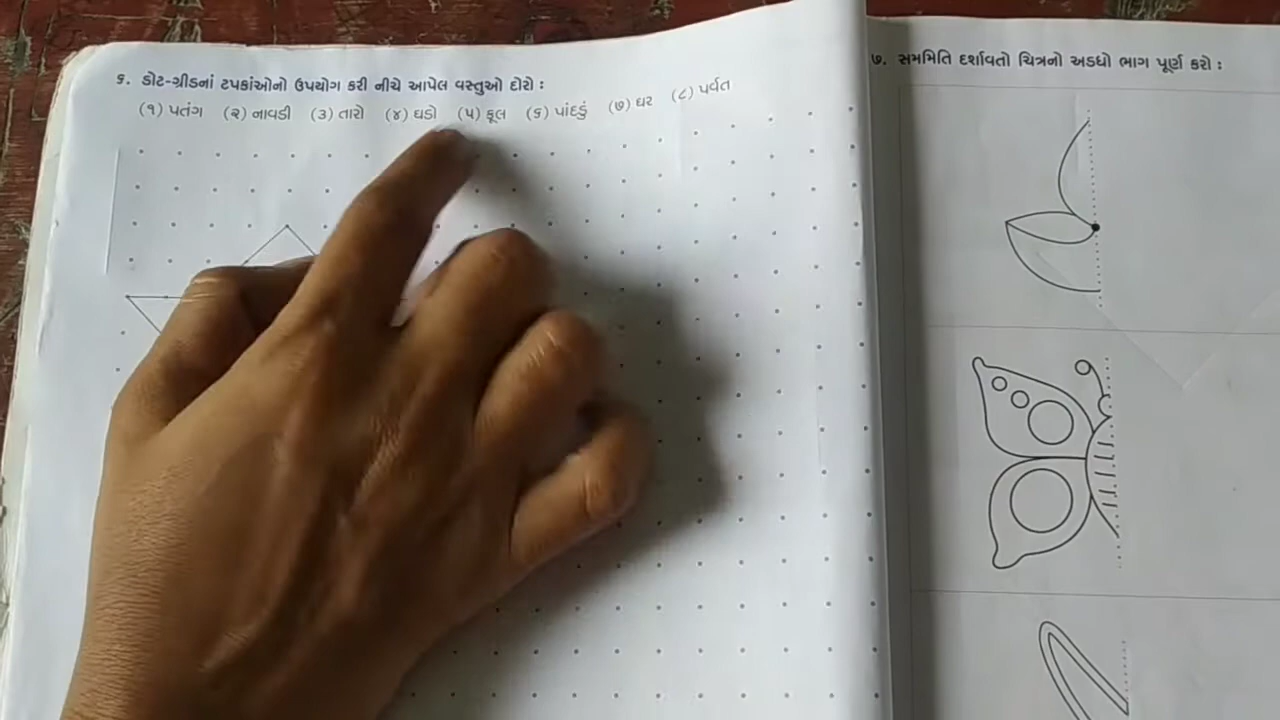 ૬. ડોટ-ગ્રીડનાં ટપકાંઓનો ઉપયોગ કરી નીચે આપેલ વસ્તુઓ દોરો :
(૧) પતંગ (૨) નાવડી (૩) તારો (૪) ઘડો (૫) ફૂલ (૬) પાંદડું (૭) ઘર (૮) પર્વત
૭. સમમિતિ દર્શાવતો ચિત્રનો અડધો ભાગ પૂર્ણ કરો :